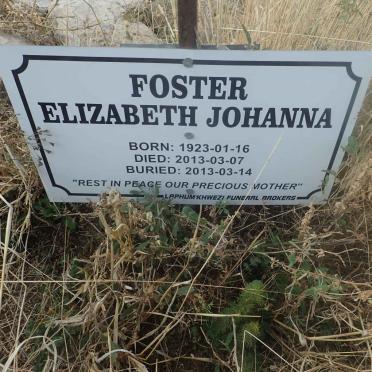 FOSTER
ELIZABETH JOHANNA
BORN: 1923-01-16
DIED: 2013-03-07
BURIED: 2013-03-14
"REST IN PEACE OUR PRECIOUS MOTHER"
FUNERAL BROKERS